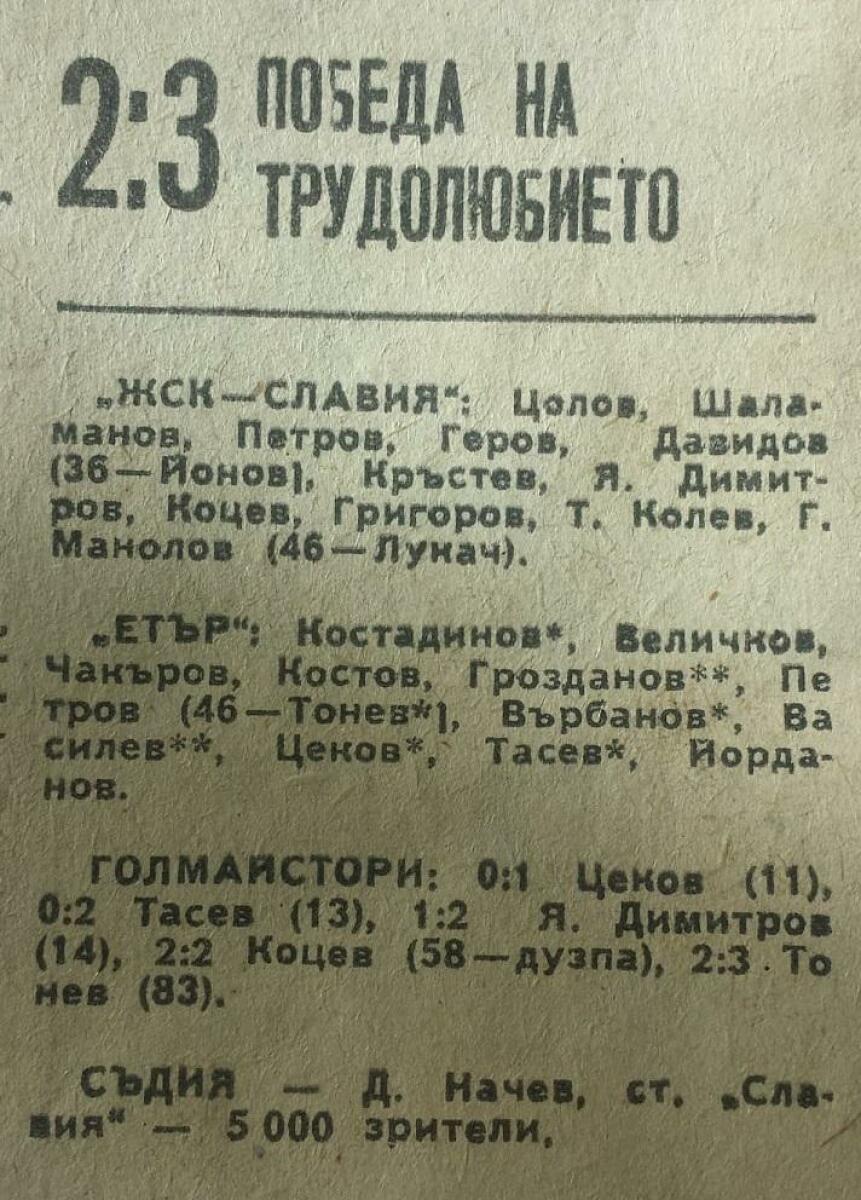 2:3 ПОБЕДА НА
ТРУДОЛЮБИЕТО
„ЖСК—СЛАВИЯ“: Цолов, Шала-
манов, Петров, Геров, Давидов
(36—Йонов), Кръстев, Я. Димит-
ров, Коцев, Григоров, Т. Колев, Г.
Манолов (46—Лукач).
„ЕТЪР“: Костадинов*, Величков,
Чакъров, Костов, Грозданов**, Пе
тров (46—Тонев*), Върбанов*, Ва
силев**, Цеков*, Тасев*, Йорда-
нов.
ГОЛМАЙСТОРИ: 0:1 Цеков (11),
0:2 Тасев (13), 1:2 Я. Димитров
(14), 2:2 Коцев (58—дузпа), 2:3 То
нев (83).
СЪДИЯ — Д. Начев, ст. „Сла-
вия“ — 5 000 зрители.